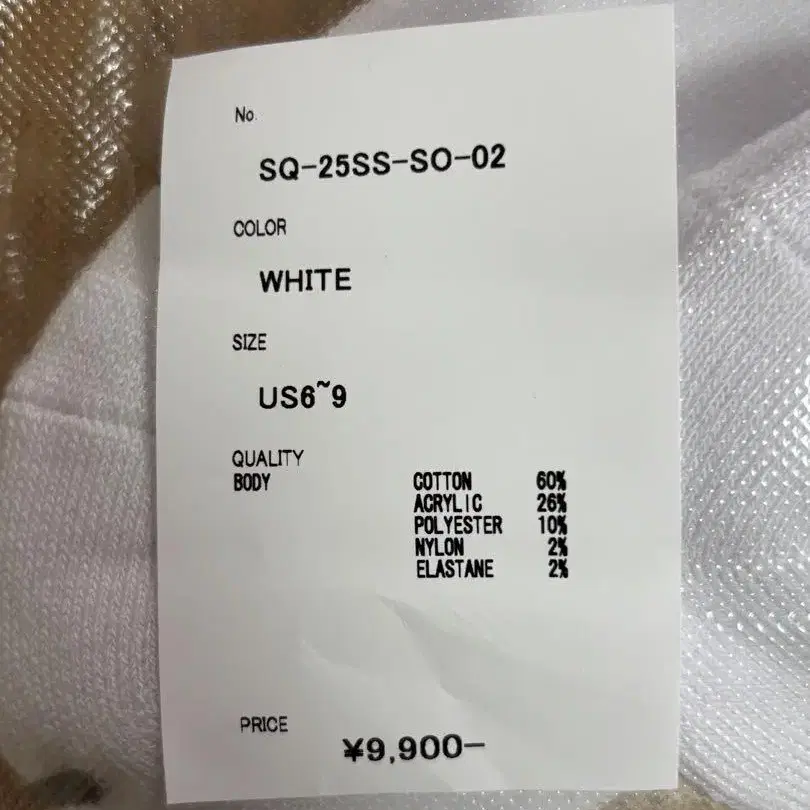 No.
SQ-25SS-SO-02
COLOR
WHITE
SIZE
US6~9
QUALITY
BODY COTTON 60%
ACRYLIC 26%
POLYESTER 10%
NYLON 2%
ELASTANE 2%
PRICE
¥9,900−